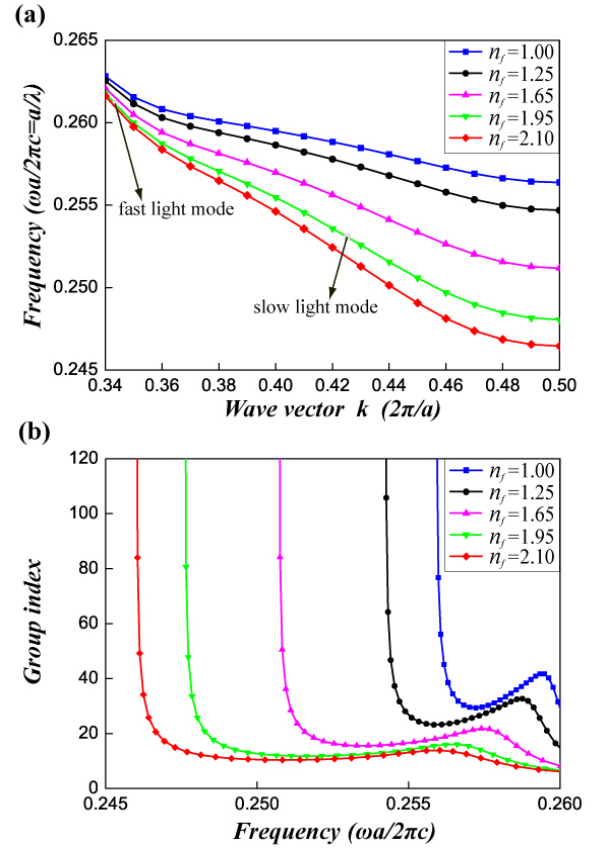 (a)
0.265
0.260
0.255
0.250
0.245
Frequency (ωa/2πc=a/λ)
n_f=1.00
n_f=1.25
n_f=1.65
n_f=1.95
n_f=2.10
fast light mode
slow light mode
0.34 0.36 0.38 0.40 0.42 0.44 0.46 0.48 0.50
Wave vector k (2π/a)
(b)
120
100
80
60
40
20
0
Group index
n_f=1.00
n_f=1.25
n_f=1.65
n_f=1.95
n_f=2.10
0.245 0.250 0.255 0.260
Frequency (ωa/2πc)